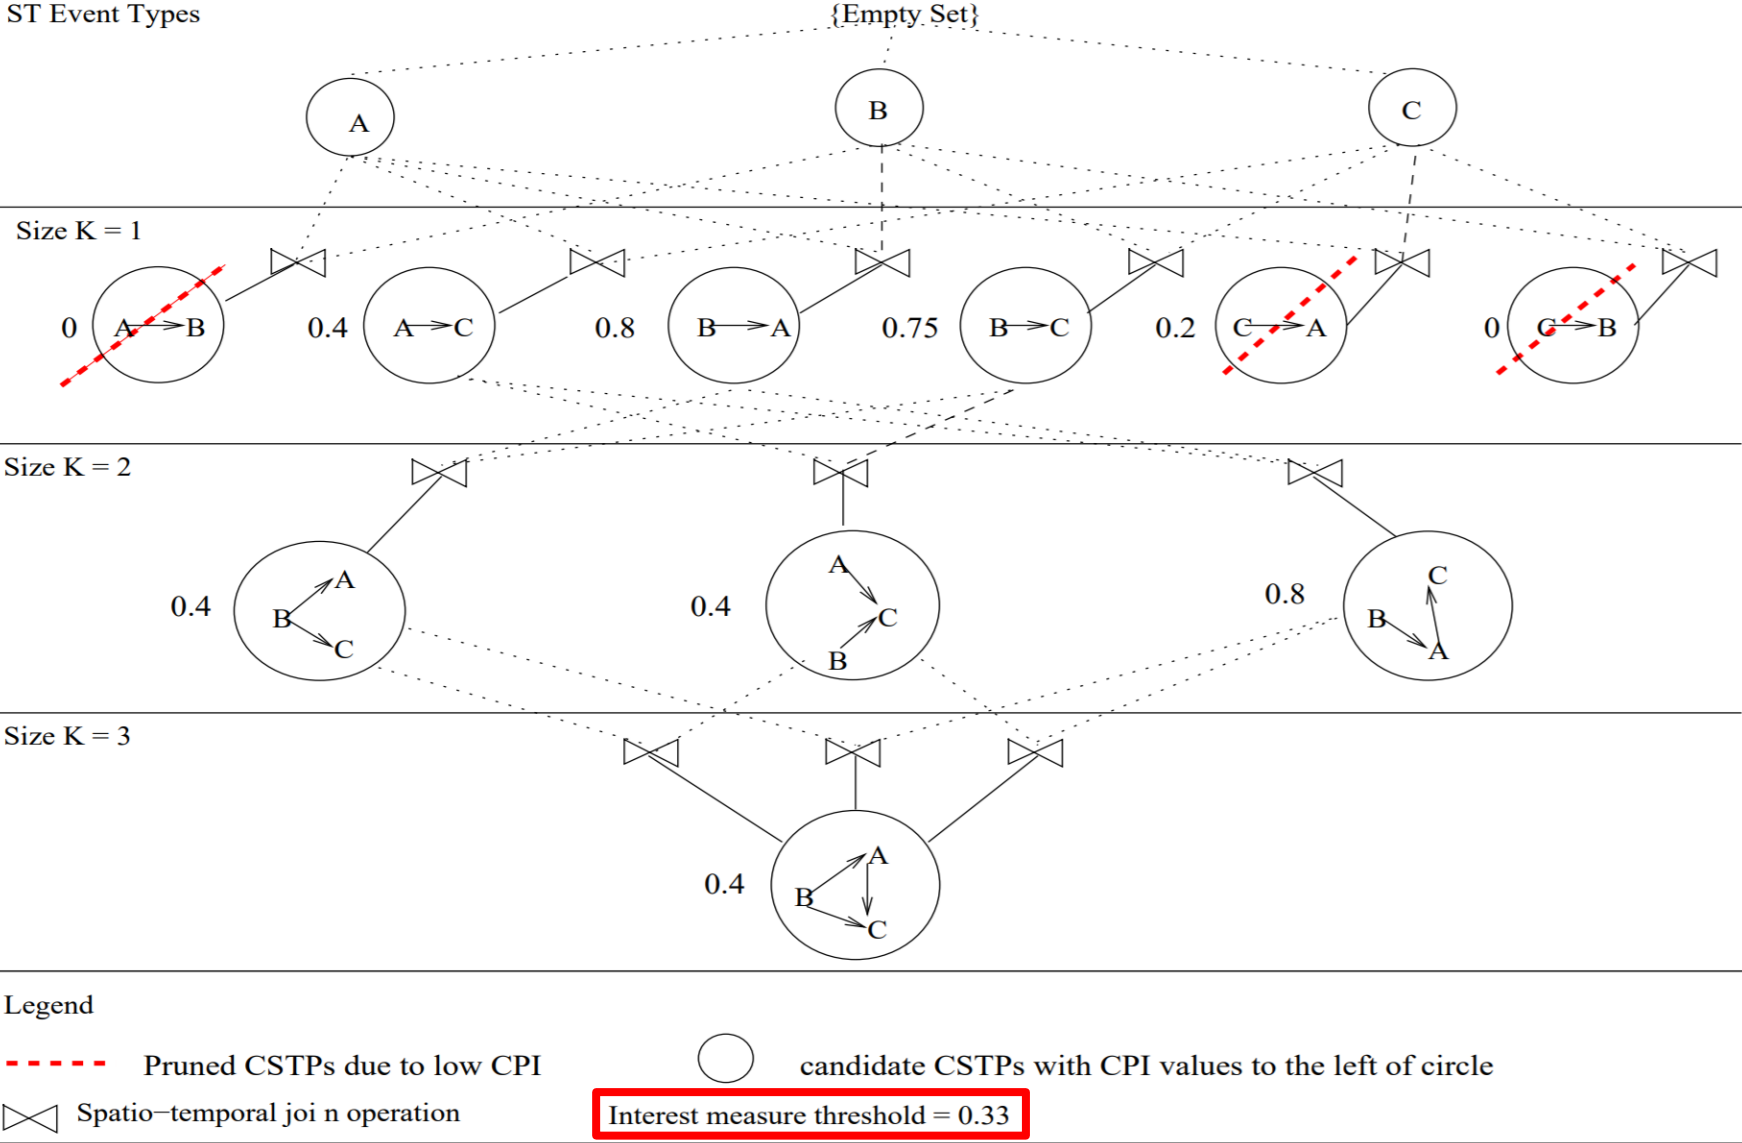 ST Event Types
{Empty Set}
A
B
C
Size K = 1
0
A B
0.4
A C
0.8
B A
0.75
B C
0.2
C A
0
C B
Size K = 2
0.4
A
B
C
0.4
A
C
B
0.8
C
B
A
Size K = 3
0.4
A
B
C
Legend
Pruned CSTPs due to low CPI
candidate CSTPs with CPI values to the left of circle
Spatio-temporal joi n operation
Interest measure threshold = 0.33